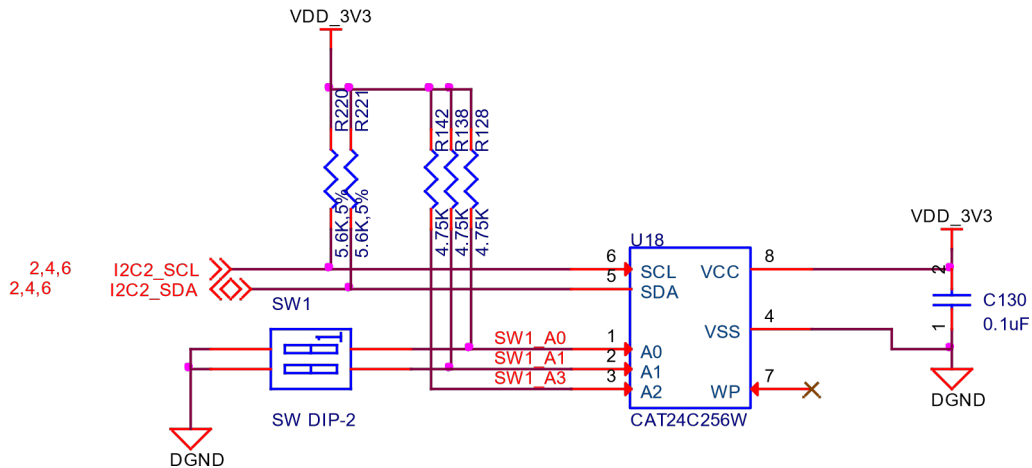 VDD_3V3
R220
R221
R142
R138
R128
5.6K,5%
5.6K,5%
4.75K
4.75K
4.75K
VDD_3V3
U18
2,4,6 I2C2_SCL 6 SCL VCC 8
2,4,6 I2C2_SDA 5 SDA
2
C130
0.1uF
1
SW1
VSS 4
1
SW1_A0 1 A0
SW1_A1 2 A1
SW1_A3 3 A2 WP 7
DGND
SW DIP-2
CAT24C256W
DGND